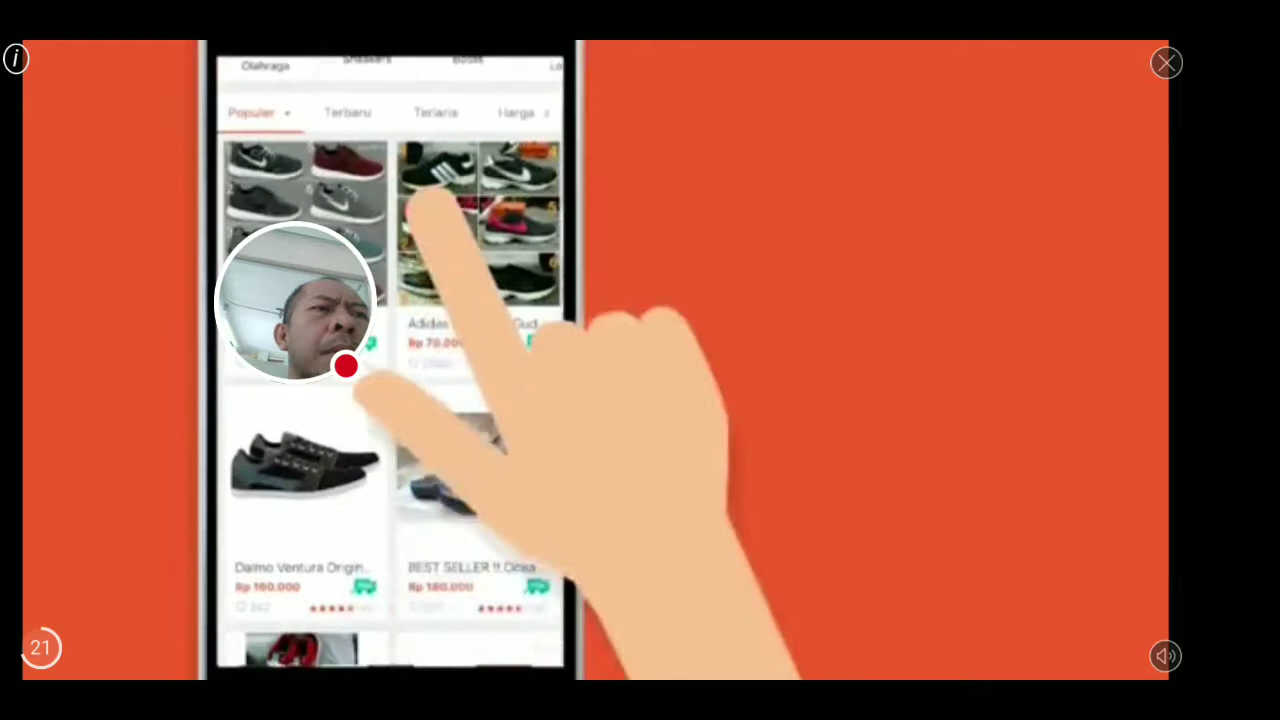 i
Olahraga Sneakers Boots
Populer Terbaru Terlaris Harga
Adidas
Rp 70.000
Daimo Ventura Origin..
Rp 160.000
BEST SELLER !!
Rp 180.000
21